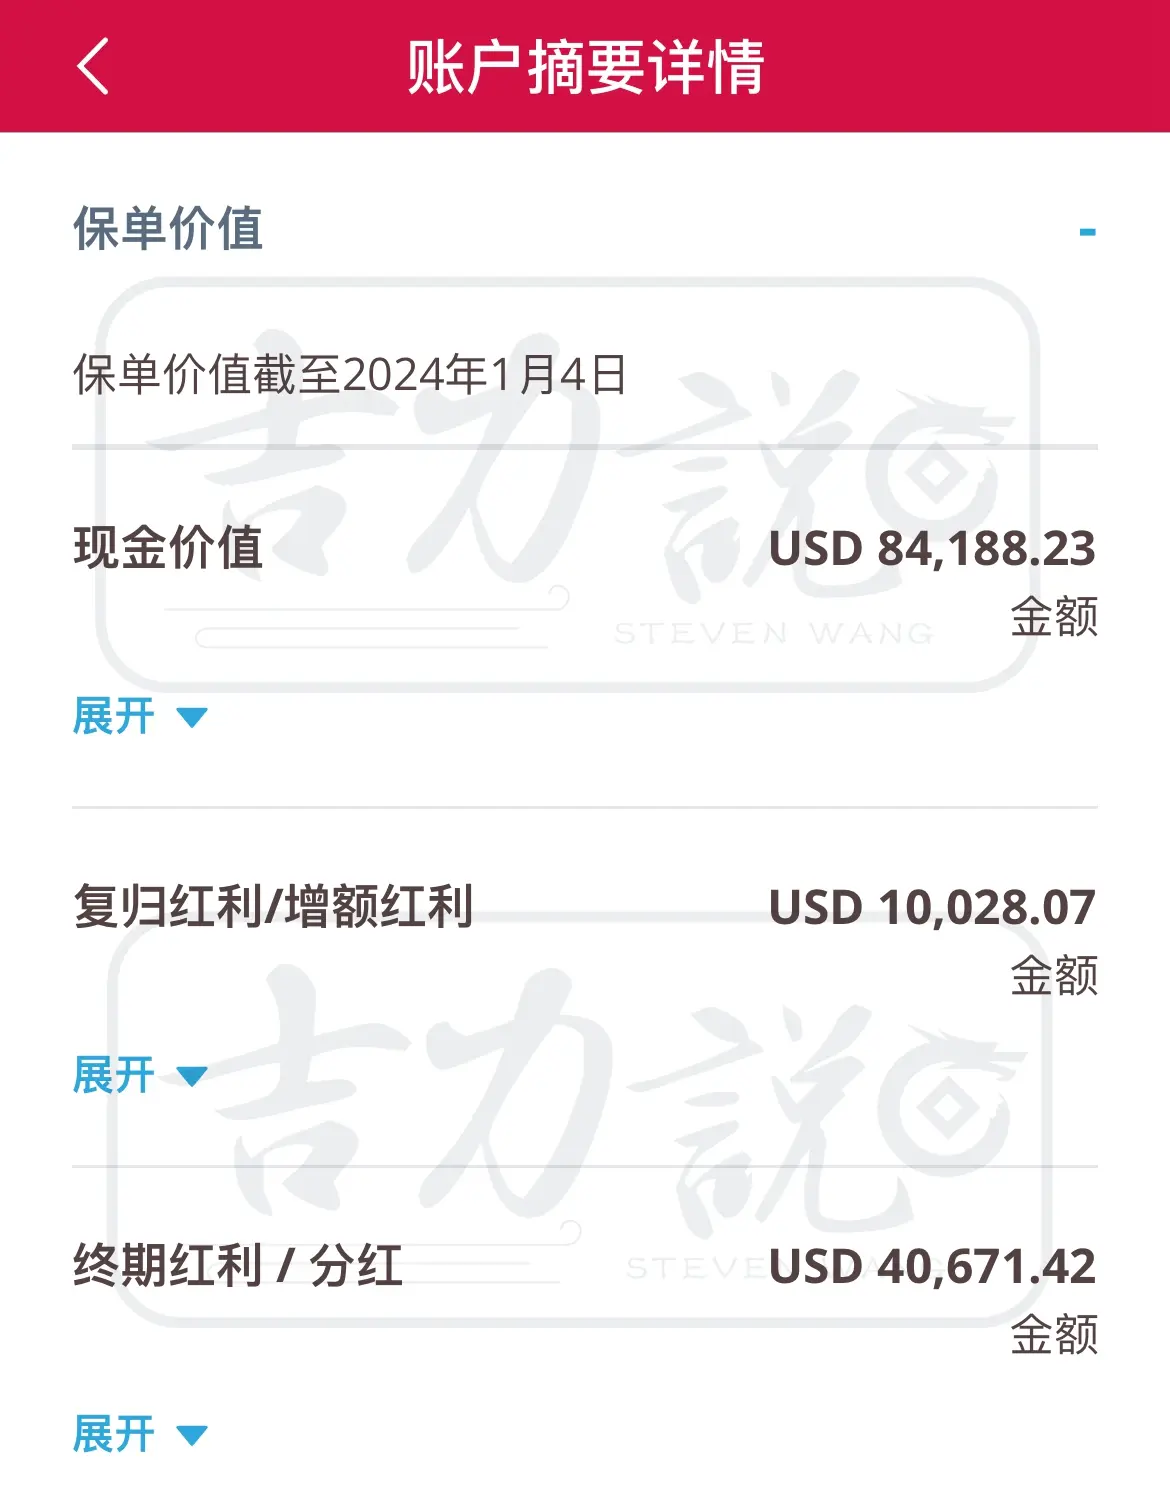 账户摘要详情
保单价值
-
保单价值截至2024年1月4日
现金价值 USD 84,188.23
金额
展开
复归红利/增额红利 USD 10,028.07
金额
展开
终期红利 / 分红 USD 40,671.42
金额
展开
吉力説
STEVEN WANG
吉力説
STEVEN WANG